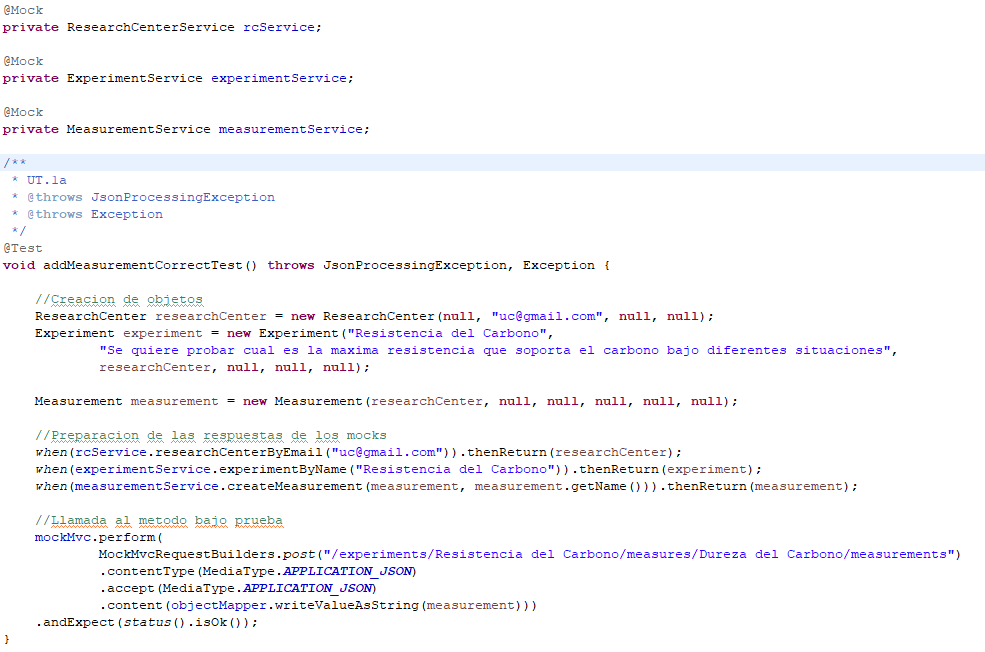 @Mock
private ResearchCenterService rcService;
@Mock
private ExperimentService experimentService;
@Mock
private MeasurementService measurementService;
/**
 * UT.1a
 * @throws JsonProcessingException
 * @throws Exception
 */
@Test
void addMeasurementCorrectTest() throws JsonProcessingException, Exception {
    //Creacion de objetos
    ResearchCenter researchCenter = new ResearchCenter(null, "uc@gmail.com", null, null);
    Experiment experiment = new Experiment("Resistencia del Carbono",
            "Se quiere probar cual es la maxima resistencia que soporta el carbono bajo diferentes situaciones",
            researchCenter, null, null, null);
    Measurement measurement = new Measurement(researchCenter, null, null, null, null, null);
    //Preparacion de las respuestas de los mocks
    when(rcService.researchCenterByEmail("uc@gmail.com")).thenReturn(researchCenter);
    when(experimentService.experimentByName("Resistencia del Carbono")).thenReturn(experiment);
    when(measurementService.createMeasurement(measurement, measurement.getName())).thenReturn(measurement);
    //Llamada al metodo bajo prueba
    mockMvc.perform(
            MockMvcRequestBuilders.post("/experiments/Resistencia del Carbono/measures/Dureza del Carbono/measurements")
            .contentType(MediaType.APPLICATION_JSON)
            .accept(MediaType.APPLICATION_JSON)
            .content(objectMapper.writeValueAsString(measurement)))
    .andExpect(status().isOk());
}